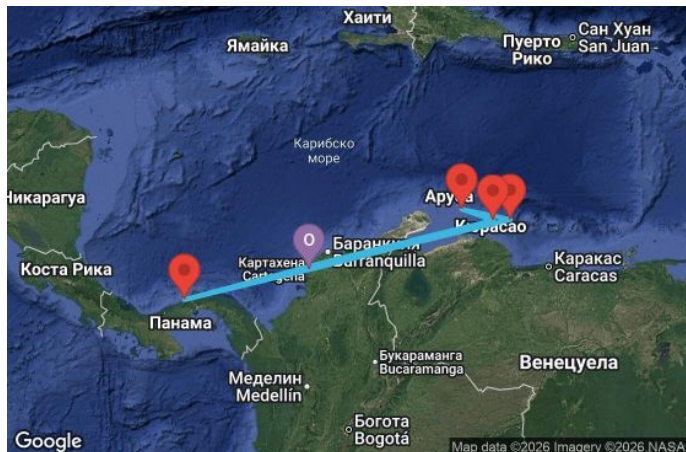 Хаити
Сан Хуан
San Juan
Ямайка
Пуерто
Рико
Карибско
море
Никарагуа
Аруба
Кюрасао
Баранкиля
Barranquilla
Картахена
Cartagena
O
Коста Рика
Каракас
Caracas
Панама
Букараманга
Bucaramanga
Венецуела
Меделин
Medellín
Богота
Bogotá
Google
Map data ©2026 Imagery ©2026 NASA